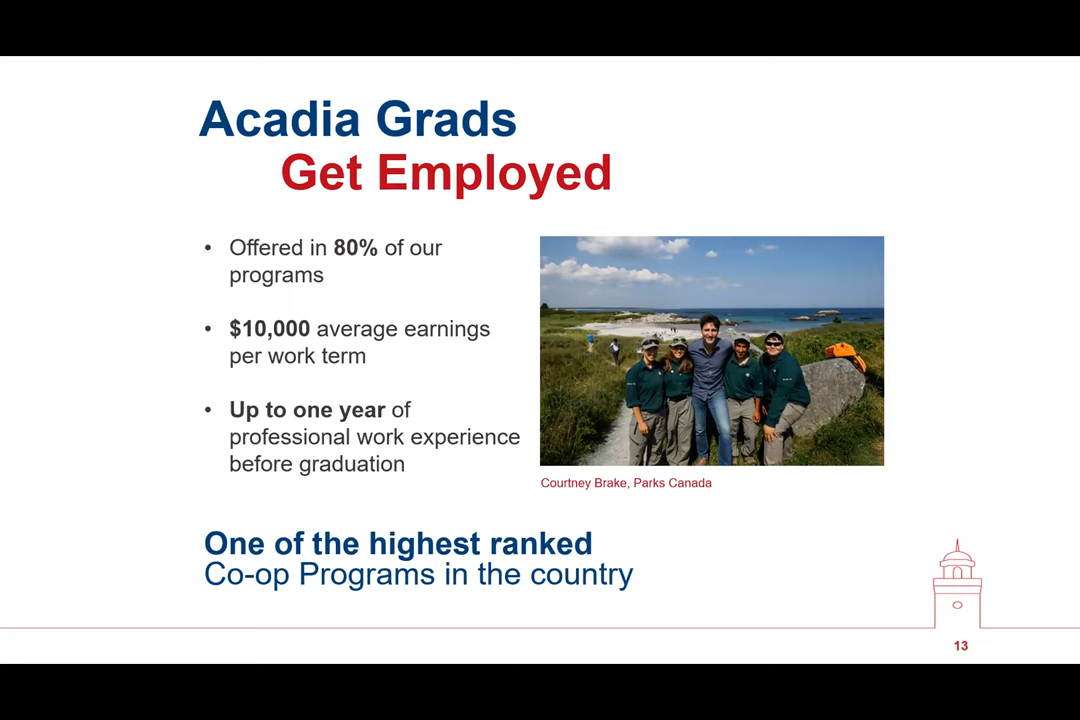 Acadia Grads
Get Employed
• Offered in 80% of our
programs
• $10,000 average earnings
per work term
• Up to one year of
professional work experience
before graduation
Courtney Brake, Parks Canada
One of the highest ranked
Co-op Programs in the country
13